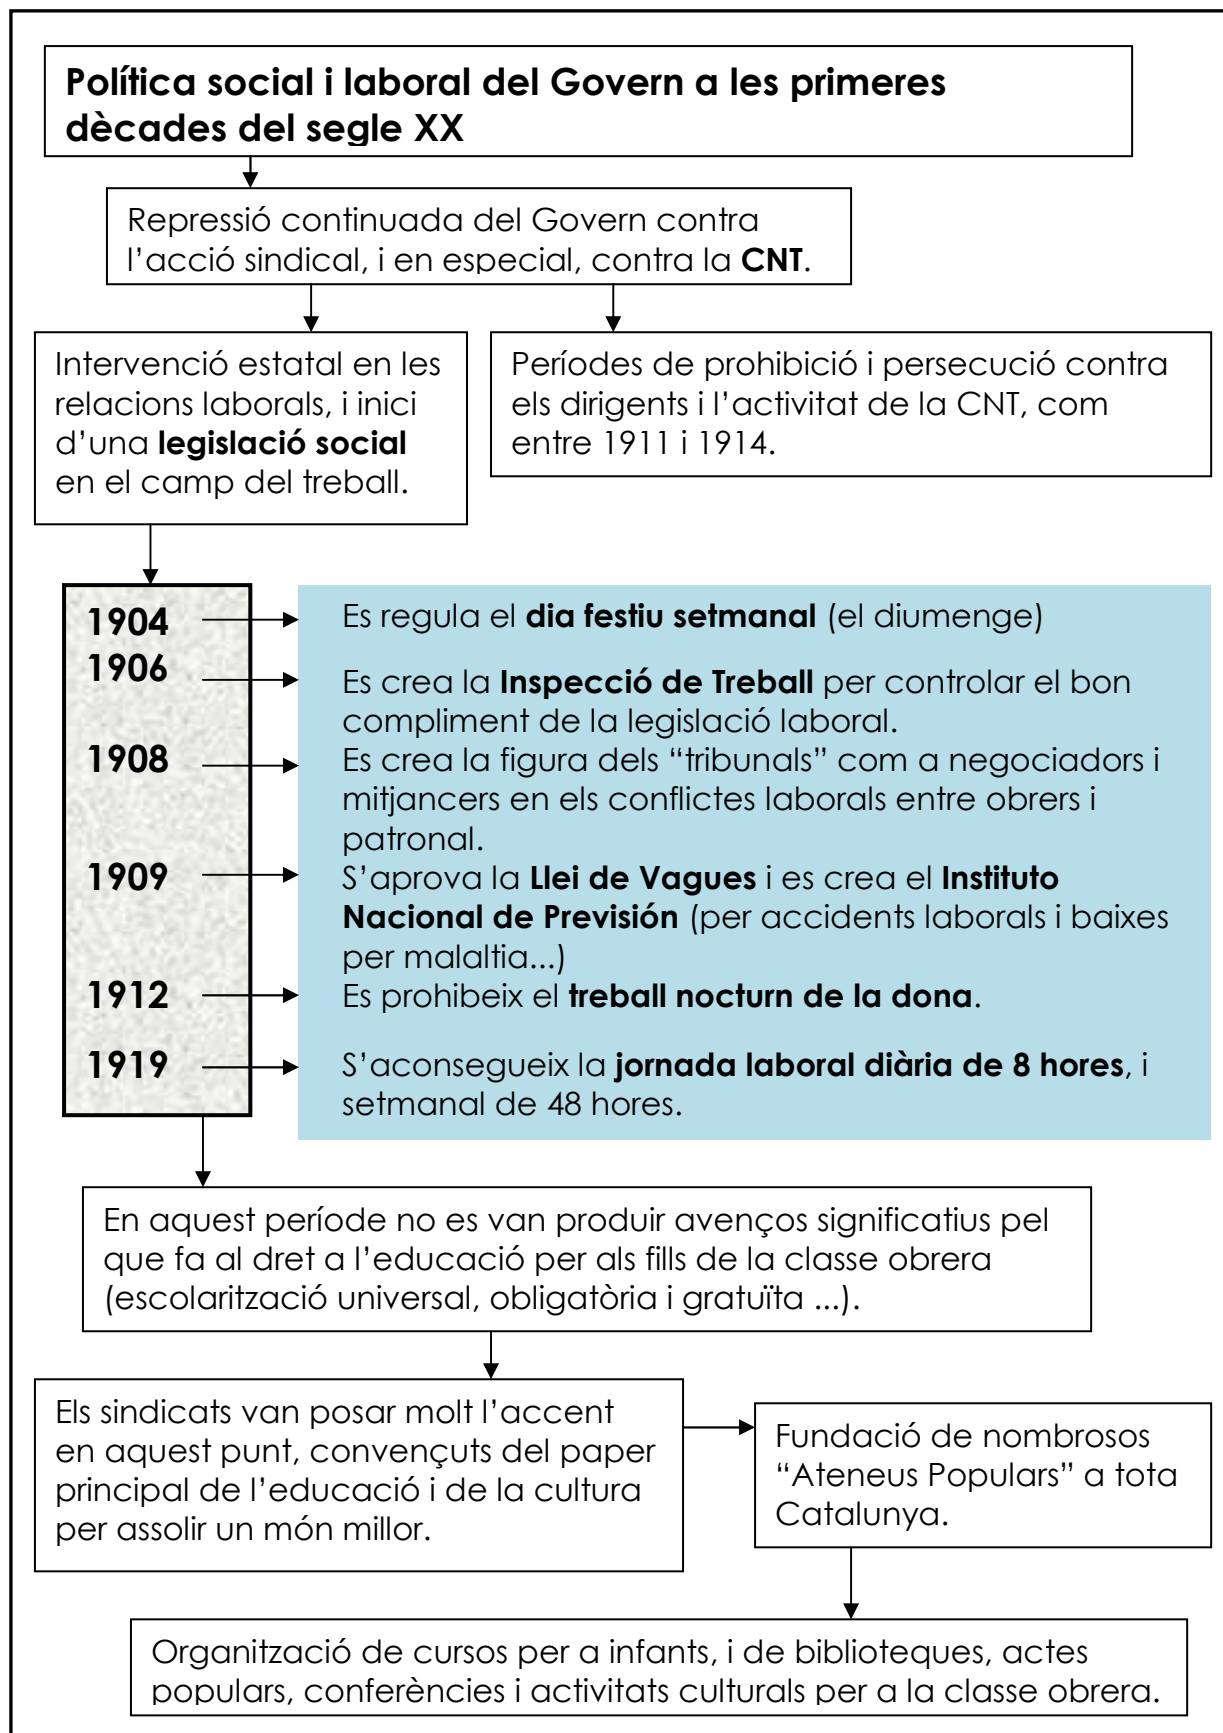 Política social i laboral del Govern a les primeres
dècades del segle XX
Repressió continuada del Govern contra
l’acció sindical, i en especial, contra la CNT.
Intervenció estatal en les
relacions laborals, i inici
d’una legislació social
en el camp del treball.
Períodes de prohibició i persecució contra
els dirigents i l’activitat de la CNT, com
entre 1911 i 1914.
1904
Es regula el dia festiu setmanal (el diumenge)
1906
Es crea la Inspecció de Treball per controlar el bon
compliment de la legislació laboral.
1908
Es crea la figura dels “tribunals” com a negociadors i
mitjancers en els conflictes laborals entre obrers i
patronal.
1909
S’aprova la Llei de Vagues i es crea el Instituto
Nacional de Previsión (per accidents laborals i baixes
per malaltia...)
1912
Es prohibeix el treball nocturn de la dona.
1919
S’aconsegueix la jornada laboral diària de 8 hores, i
setmanal de 48 hores.
En aquest període no es van produir avenços significatius pel
que fa al dret a l’educació per als fills de la classe obrera
(escolarització universal, obligatòria i gratuïta ...).
Els sindicats van posar molt l’accent
en aquest punt, convençuts del paper
principal de l’educació i de la cultura
per assolir un món millor.
Fundació de nombrosos
“Ateneus Populars” a tota
Catalunya.
Organització de cursos per a infants, i de biblioteques, actes
populars, conferències i activitats culturals per a la classe obrera.